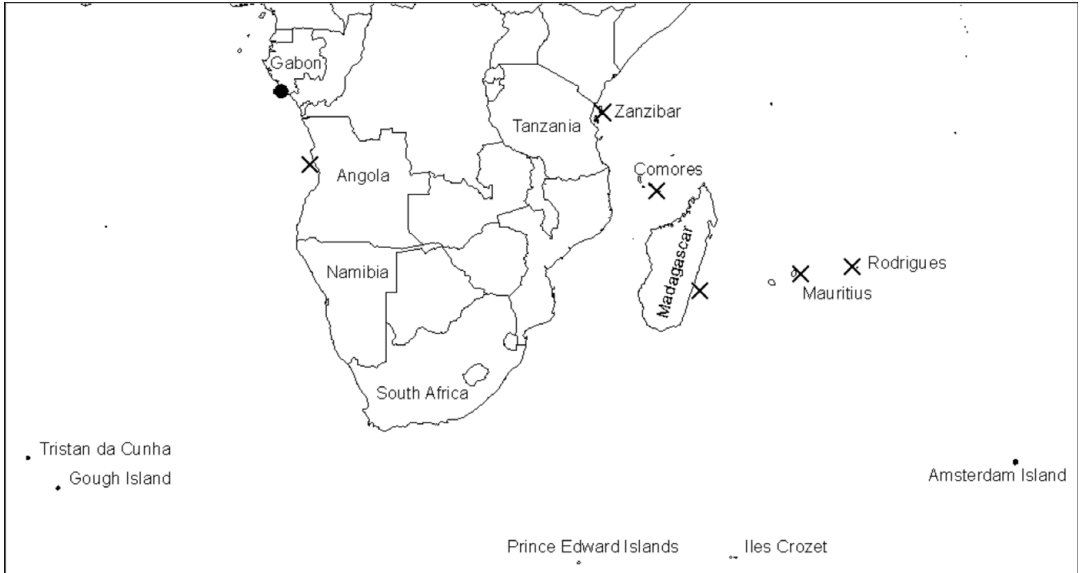 Gabon
Zanzibar
Tanzania
Comores
Angola
Madagascar
Rodrigues
Namibia
Mauritius
South Africa
Tristan da Cunha
Gough Island
Amsterdam Island
Prince Edward Islands
Iles Crozet